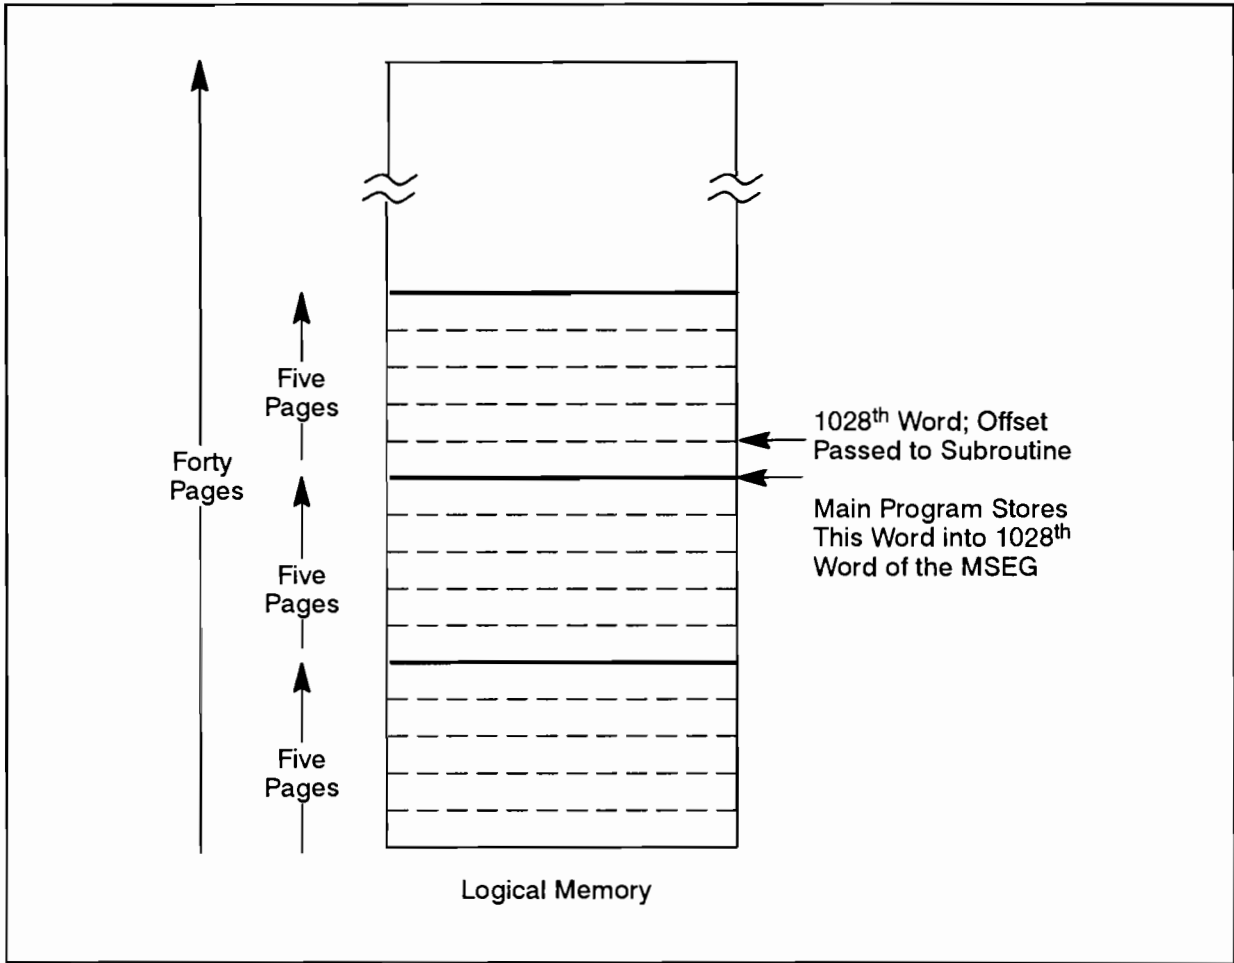 Five
Pages
1028th Word; Offset
Passed to Subroutine
Forty
Pages
Main Program Stores
This Word into 1028th
Word of the MSEG
Five
Pages
Five
Pages
Logical Memory